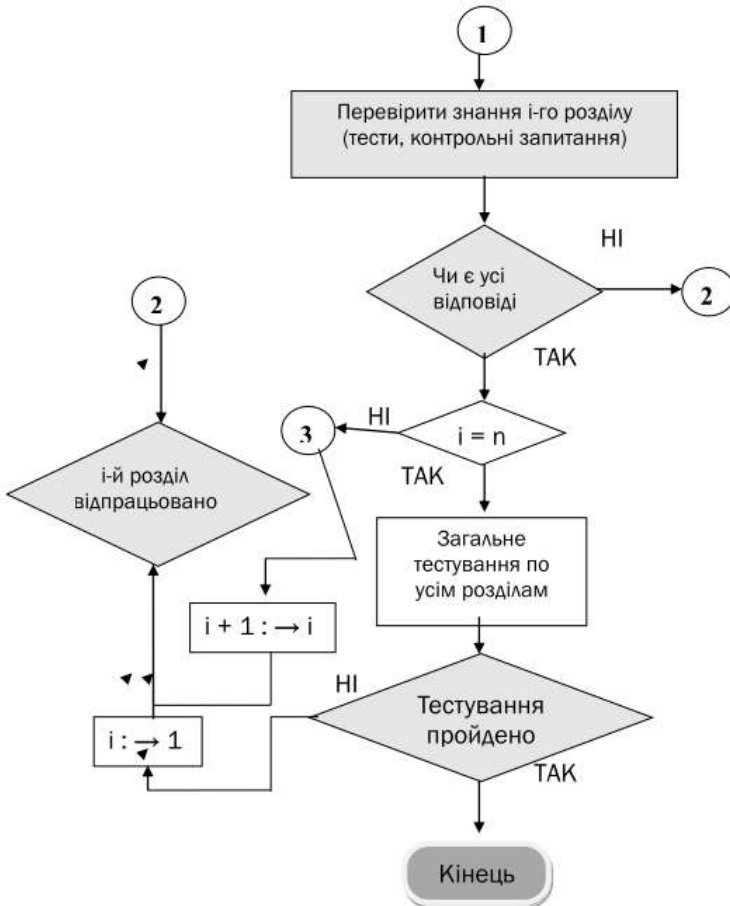 1
Перевірити знання і-го розділу
(тести, контрольні запитання)
НІ
Чи є усі
відповіді
2
2
ТАК
НІ
3
i = n
ТАК
і-й розділ
відпрацьовано
Загальне
тестування по
усім розділам
i + 1 : → i
НІ
Тестування
пройдено
i : → 1
ТАК
Кінець